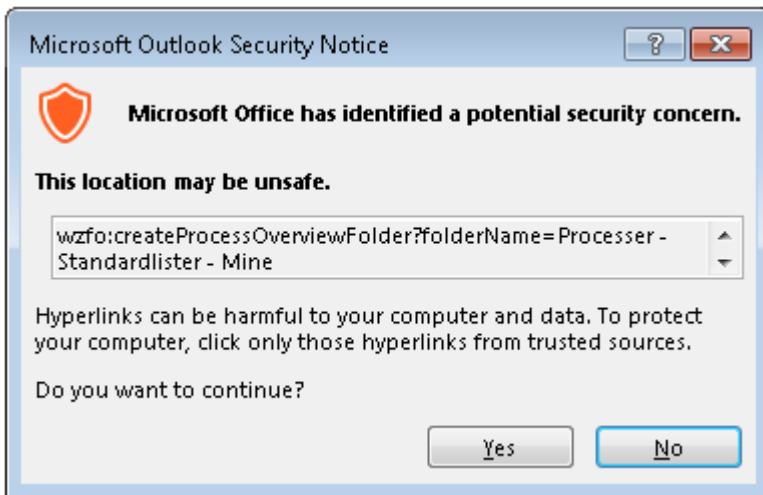 Microsoft Outlook Security Notice
Microsoft Office has identified a potential security concern.
This location may be unsafe.
wzfo:createProcessOverviewFolder?folderName=Processer -
Standardlister - Mine
Hyperlinks can be harmful to your computer and data. To protect
your computer, click only those hyperlinks from trusted sources.
Do you want to continue?
Yes No